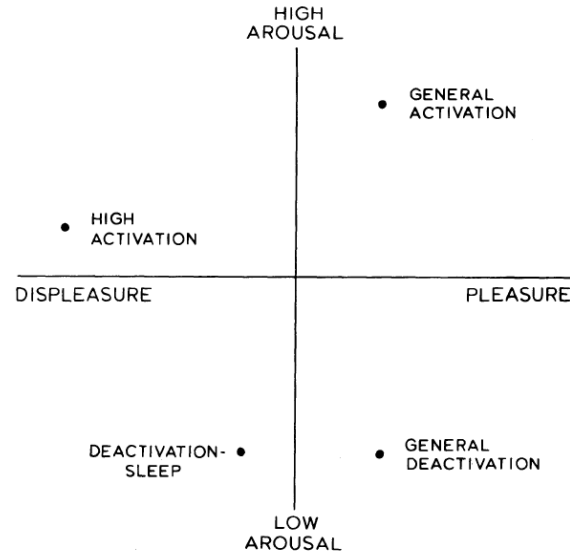 HIGH
AROUSAL
GENERAL
ACTIVATION
HIGH
ACTIVATION
DISPLEASURE
PLEASURE
DEACTIVATION-
SLEEP
GENERAL
DEACTIVATION
LOW
AROUSAL